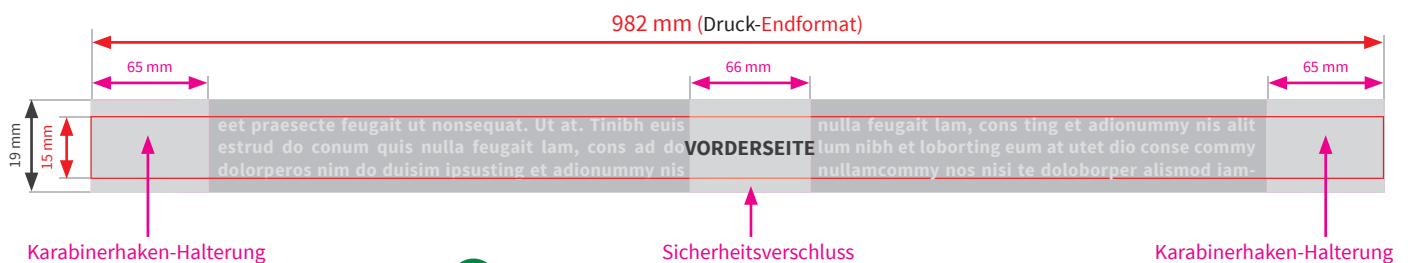 982 mm (Druck-Endformat)
65 mm
66 mm
65 mm
19 mm
15 mm
eet praesecte feugait ut nonsequat. Ut at. Tinibh euis
estrud do conum quis nulla feugait lam, cons ad do
dolorperos nim do duisim ipsusting et adionummy nis
VORDERSEITE
nulla feugait lam, cons ting et adionummy nis alit
lum nibh et loborting eum at utet dio conse commy
nullamcommy nos nisi te doloborper alismod iam-
Karabinerhaken-Halterung
Sicherheitsverschluss
Karabinerhaken-Halterung